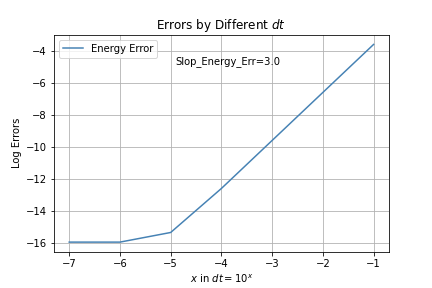 Errors by Different dt
Energy Error
Slop_Energy_Err=3.0
Log Errors
−4
−6
−8
−10
−12
−14
−16
−7 −6 −5 −4 −3 −2 −1
x in dt = 10^x